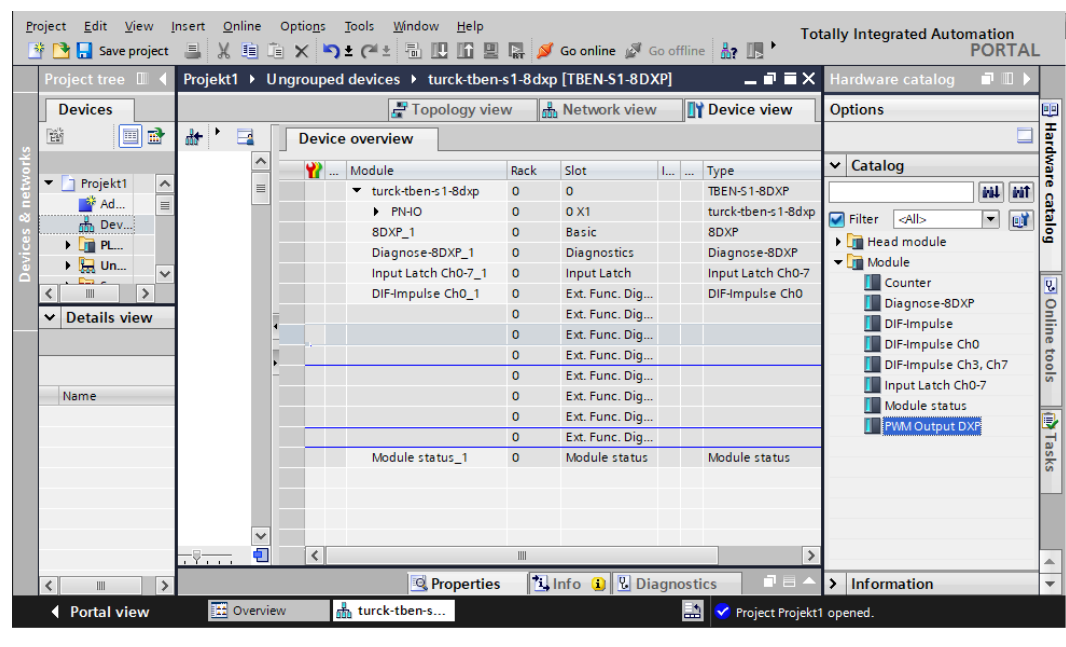 Project Edit View Insert Online Options Tools Window Help
Totally Integrated Automation
PORTAL
Save project
Go online
Go offline
Project tree
Projekt1 Ungrouped devices turck-tben-s1-8dxp [TBEN-S1-8DXP]
Hardware catalog
Devices
Topology view Network view Device view
Options
Device overview
... Module Rack Slot I... ... Type
turck-tben-s1-8dxp 0 0 TBEN-S1-8DXP
PN-IO 0 0 X1 turck-tben-s1-8dxp
8DXP_1 0 Basic 8DXP
Diagnose-8DXP_1 0 Diagnostics Diagnose-8DXP
Input Latch Ch0-7_1 0 Input Latch Input Latch Ch0-7
DIF-Impulse Ch0_1 0 Ext. Func. Dig... DIF-Impulse Ch0
0 Ext. Func. Dig...
0 Ext. Func. Dig...
0 Ext. Func. Dig...
0 Ext. Func. Dig...
0 Ext. Func. Dig...
0 Ext. Func. Dig...
0 Ext. Func. Dig...
Module status_1 0 Module status Module status
Devices & networks
Projekt1
Ad...
Dev...
PL...
Un...
Details view
Name
Catalog
Filter <All>
Head module
Module
Counter
Diagnose-8DXP
DIF-Impulse
DIF-Impulse Ch0
DIF-Impulse Ch3, Ch7
Input Latch Ch0-7
Module status
PWM Output DXP
Information
Hardware catalog
Online tools
Tasks
Properties Info Diagnostics
Portal view
Overview
turck-tben-s...
Project Projekt1 opened.